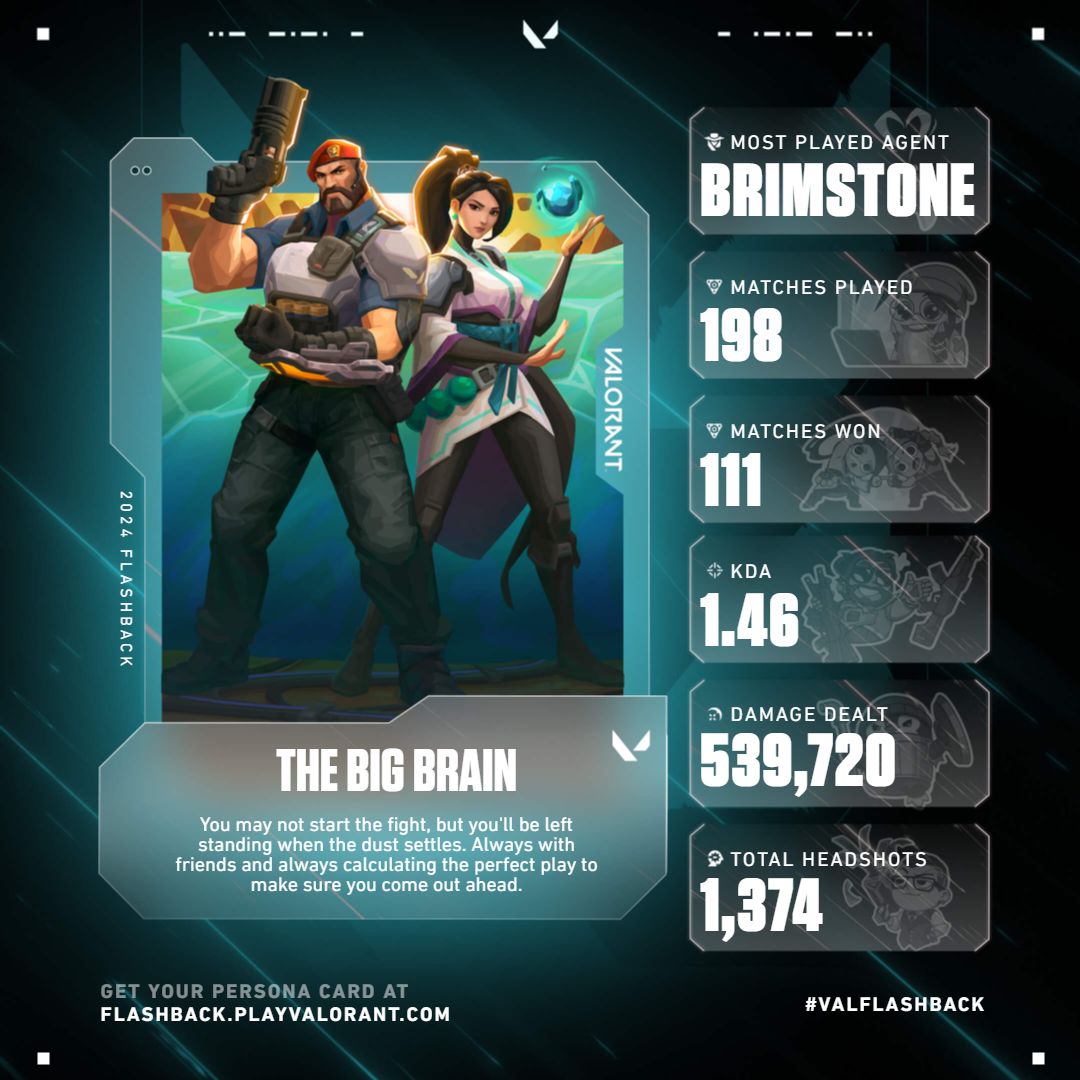 MOST PLAYED AGENT
BRIMSTONE
MATCHES PLAYED
198
MATCHES WON
111
KDA
1.46
DAMAGE DEALT
539,720
TOTAL HEADSHOTS
1,374
VALORANT
2024 FLASHBACK
THE BIG BRAIN
You may not start the fight, but you'll be left
standing when the dust settles. Always with
friends and always calculating the perfect play to
make sure you come out ahead.
GET YOUR PERSONA CARD AT
FLASHBACK.PLAYVALORANT.COM
#VALFLASHBACK